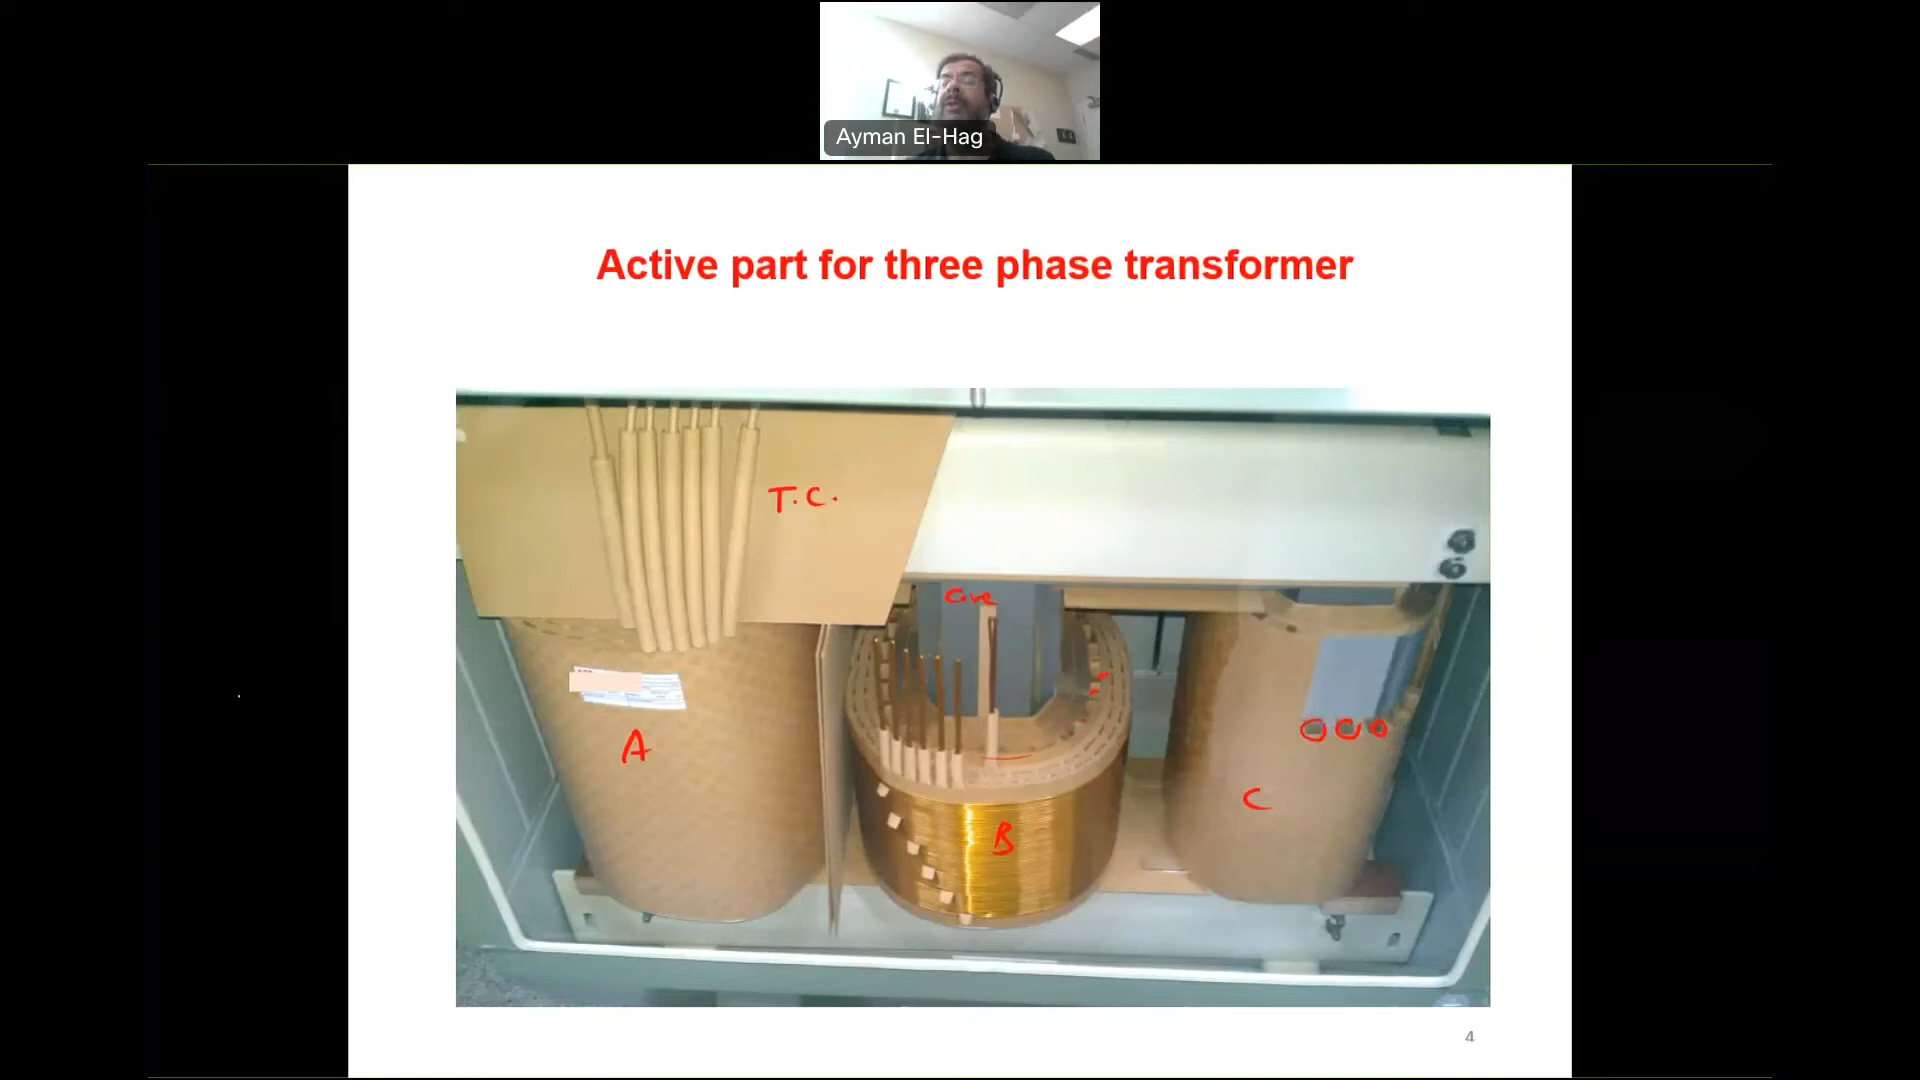 Ayman El-Hag
Active part for three phase transformer
T.C.
Core
A
B
C
4